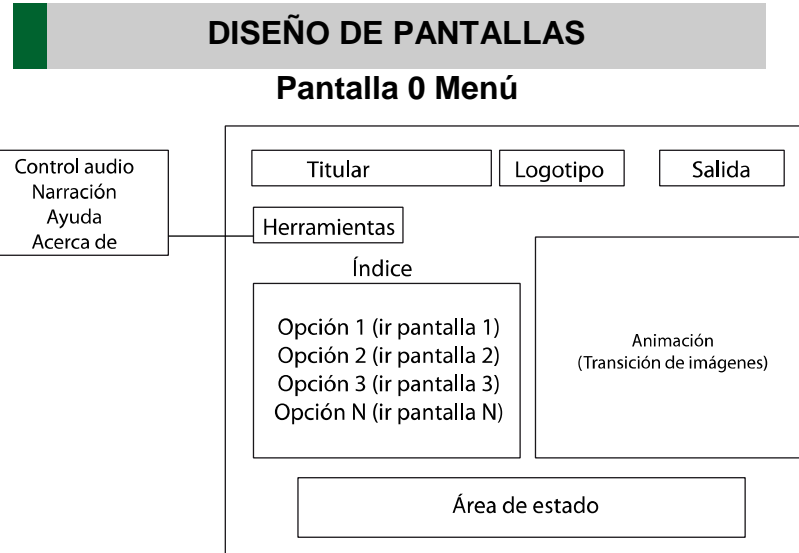 DISEÑO DE PANTALLAS
Pantalla 0 Menú
Control audio
Narración
Ayuda
Acerca de
Titular
Logotipo
Salida
Herramientas
Índice
Opción 1 (ir pantalla 1)
Opción 2 (ir pantalla 2)
Opción 3 (ir pantalla 3)
Opción N (ir pantalla N)
Animación
(Transición de imágenes)
Área de estado